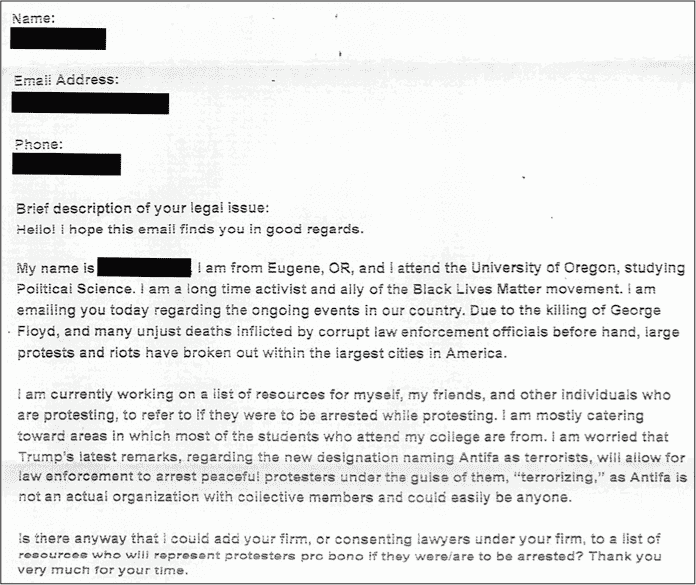 Name:
Email Address:
Phone:
Brief description of your legal issue:
Hello! I hope this email finds you in good regards.
My name is , I am from Eugene, OR, and I attend the University of Oregon, studying
Political Science. I am a long time activist and ally of the Black Lives Matter movement. I am
emailing you today regarding the ongoing events in our country. Due to the killing of George
Floyd, and many unjust deaths inflicted by corrupt law enforcement officials before hand, large
protests and riots have broken out within the largest cities in America.
I am currently working on a list of resources for myself, my friends, and other individuals who
are protesting, to refer to if they were to be arrested while protesting. I am mostly catering
toward areas in which most of the students who attend my college are from. I am worried that
Trump's latest remarks, regarding the new designation naming Antifa as terrorists, will allow for
law enforcement to arrest peaceful protesters under the guise of them, "terrorizing," as Antifa is
not an actual organization with collective members and could easily be anyone.
Is there anyway that I could add your firm, or consenting lawyers under your firm, to a list of
resources who will represent protesters pro bono if they were/are to be arrested? Thank you
very much for your time.